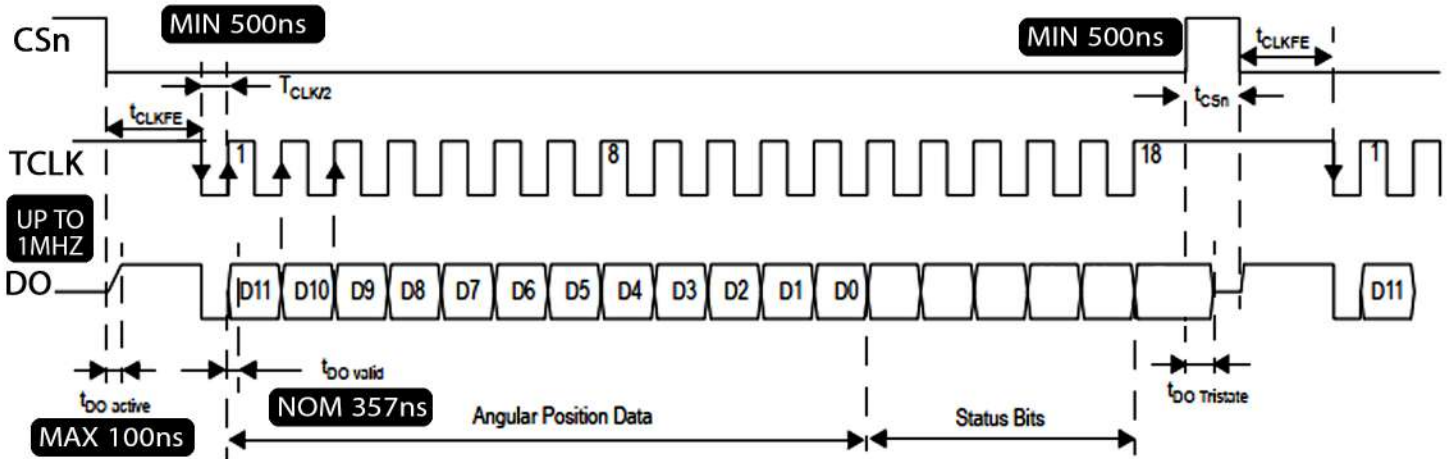 MIN 500ns
CSn
MIN 500ns
tCLKFE
TCLK/2
tCLKFE
tCSn
TCLK
1
8
18
1
UP TO
1MHZ
DO
D11 D10 D9 D8 D7 D6 D5 D4 D3 D2 D1 D0 D11
tDO valid
tDO active
tDO Tristate
NOM 357ns
Angular Position Data
Status Bits
MAX 100ns